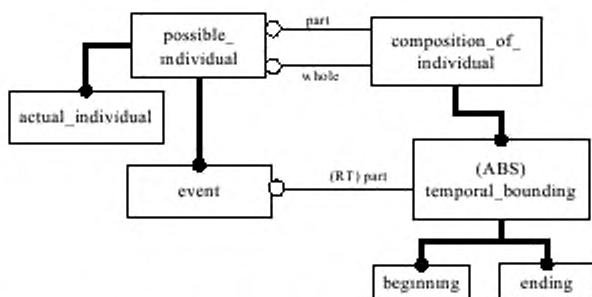 possible_
individual
part
composition_of_
individual
whole
actual_individual
event
(RT) part
(ABS)
temporal_bounding
beginning
ending